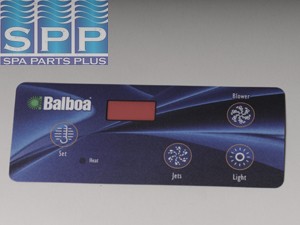 SPP
SPA PARTS PLUS
Balboa
Blower
Set
Heat
Jets
Light